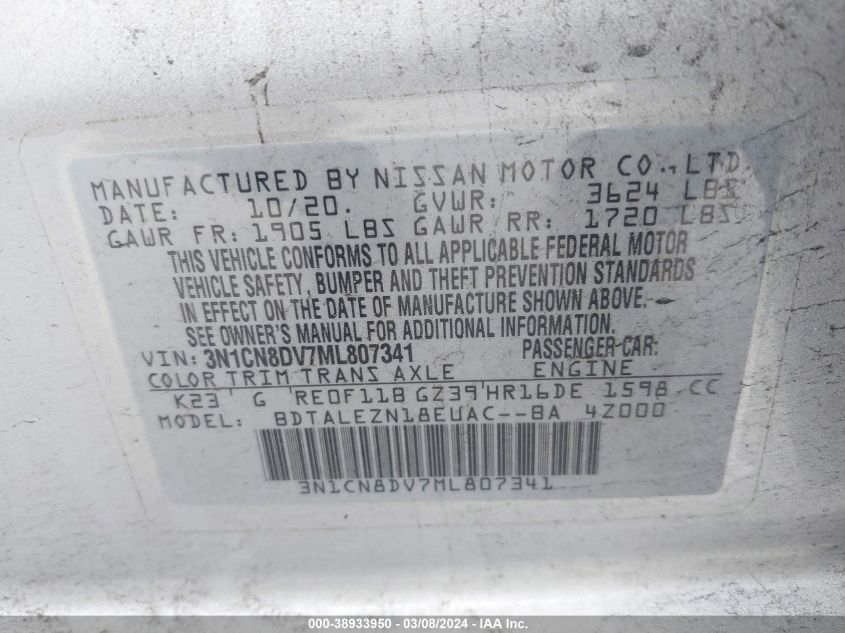 MANUFACTURED BY NISSAN MOTOR CO., LTD.
DATE: 10/20. GVWR: 3624 LBS
GAWR FR: 1905 LBS GAWR RR: 1720 LBS
THIS VEHICLE CONFORMS TO ALL APPLICABLE FEDERAL MOTOR
VEHICLE SAFETY, BUMPER AND THEFT PREVENTION STANDARDS
IN EFFECT ON THE DATE OF MANUFACTURE SHOWN ABOVE.
SEE OWNER'S MANUAL FOR ADDITIONAL INFORMATION.
VIN: 3N1CN8DV7ML807341 PASSENGER-CAR:
COLOR TRIM TRANS AXLE ENGINE
K23 G RE0F11B GZ39 HR16DE 1598 CC
MODEL: BDTALEZN18EUAC--BA 4Z000
3N1CN8DV7ML807341
000-38933950 - 03/08/2024 - IAAI.COM